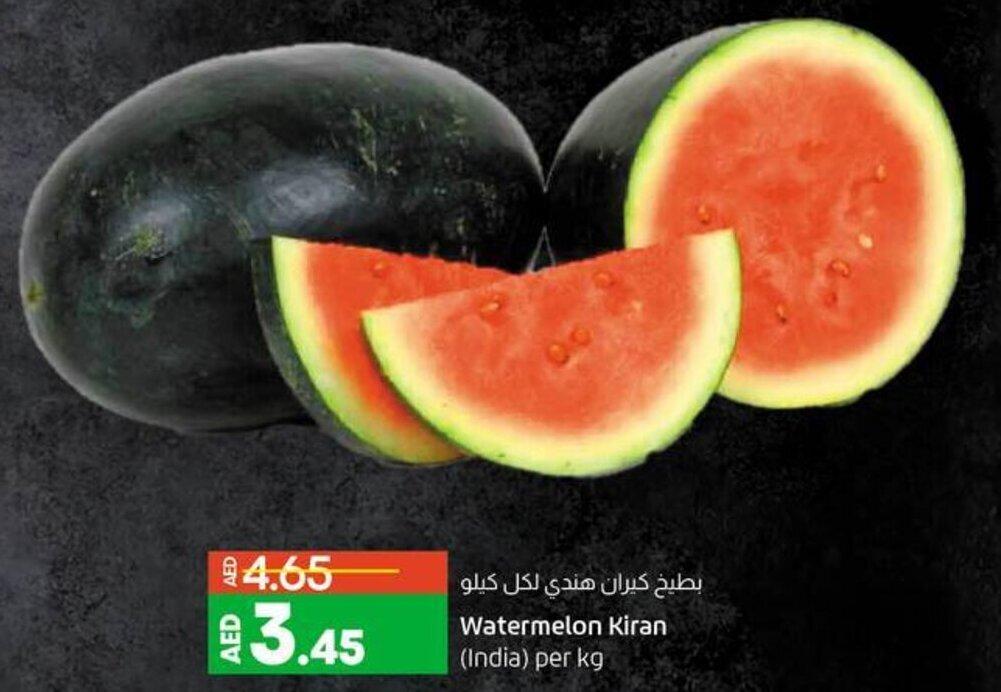 AED 4.65
AED 3.45
بطيخ كيران هندي لكل كيلو
Watermelon Kiran
(India) per kg